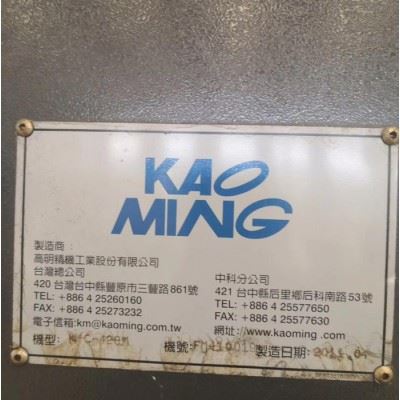 KAO
MING
製造商：
高明精機工業股份有限公司
台灣總公司
420 台灣台中縣豐原市三豐路861號
TEL: +886 4 25260160
FAX: +886 4 25273232
電子信箱:km@kaoming.com.tw
中科分公司
421 台中縣后里鄉后科南路53號
TEL: +886 4 25577650
FAX: +886 4 25577630
網址://www.kaoming.com
機型:
機號:
製造日期: 2011.04